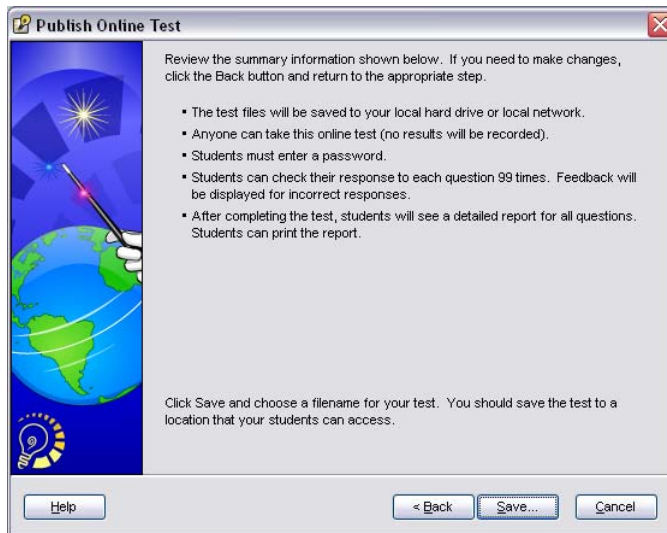 Publish Online Test
Review the summary information shown below. If you need to make changes,
click the Back button and return to the appropriate step.
▪ The test files will be saved to your local hard drive or local network.
▪ Anyone can take this online test (no results will be recorded).
▪ Students must enter a password.
▪ Students can check their response to each question 99 times. Feedback will
be displayed for incorrect responses.
▪ After completing the test, students will see a detailed report for all questions.
Students can print the report.
Click Save and choose a filename for your test. You should save the test to a
location that your students can access.
Help
< Back
Save...
Cancel